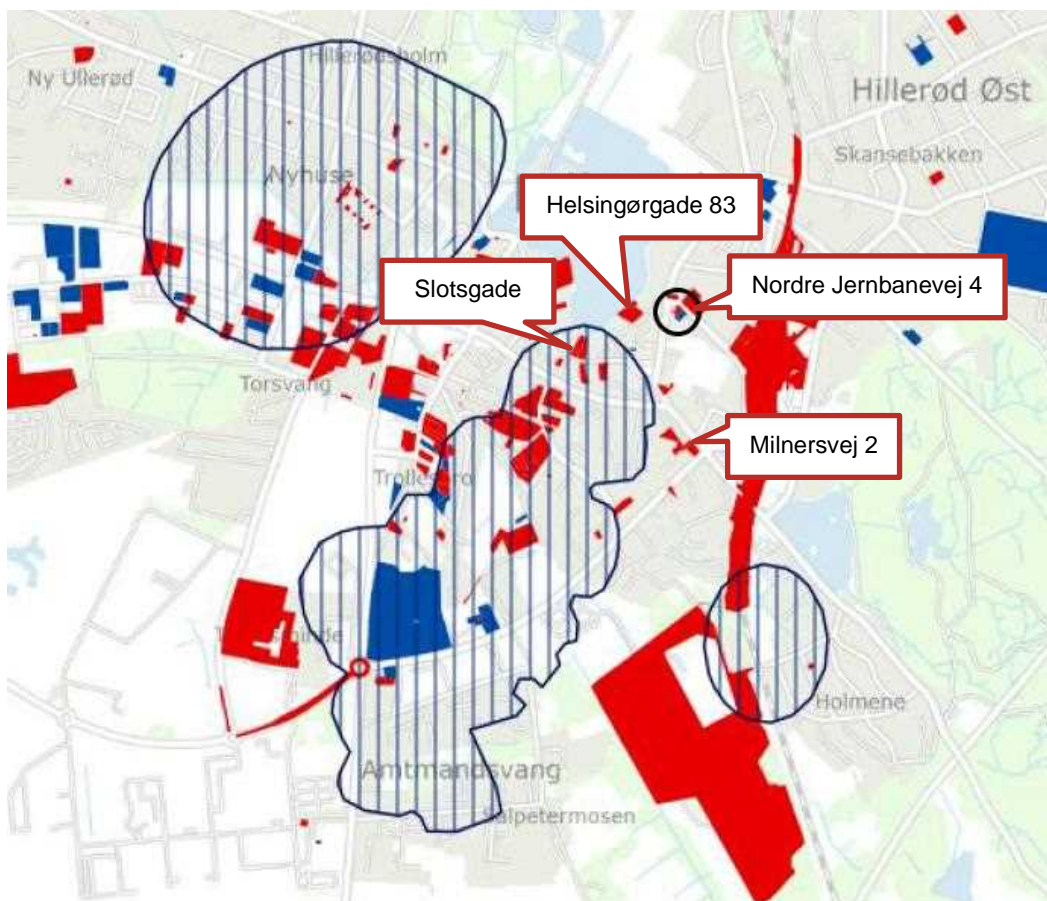 Hillerødsholm
Ny Ullerød
Hillerød Øst
Skansebakken
Nyhuse
Helsingørgade 83
Slotsgade
Nordre Jernbanevej 4
Torsvang
Milnersvej 2
Trollesbro
Holmene
Amtmandsvang
Salpetermosen